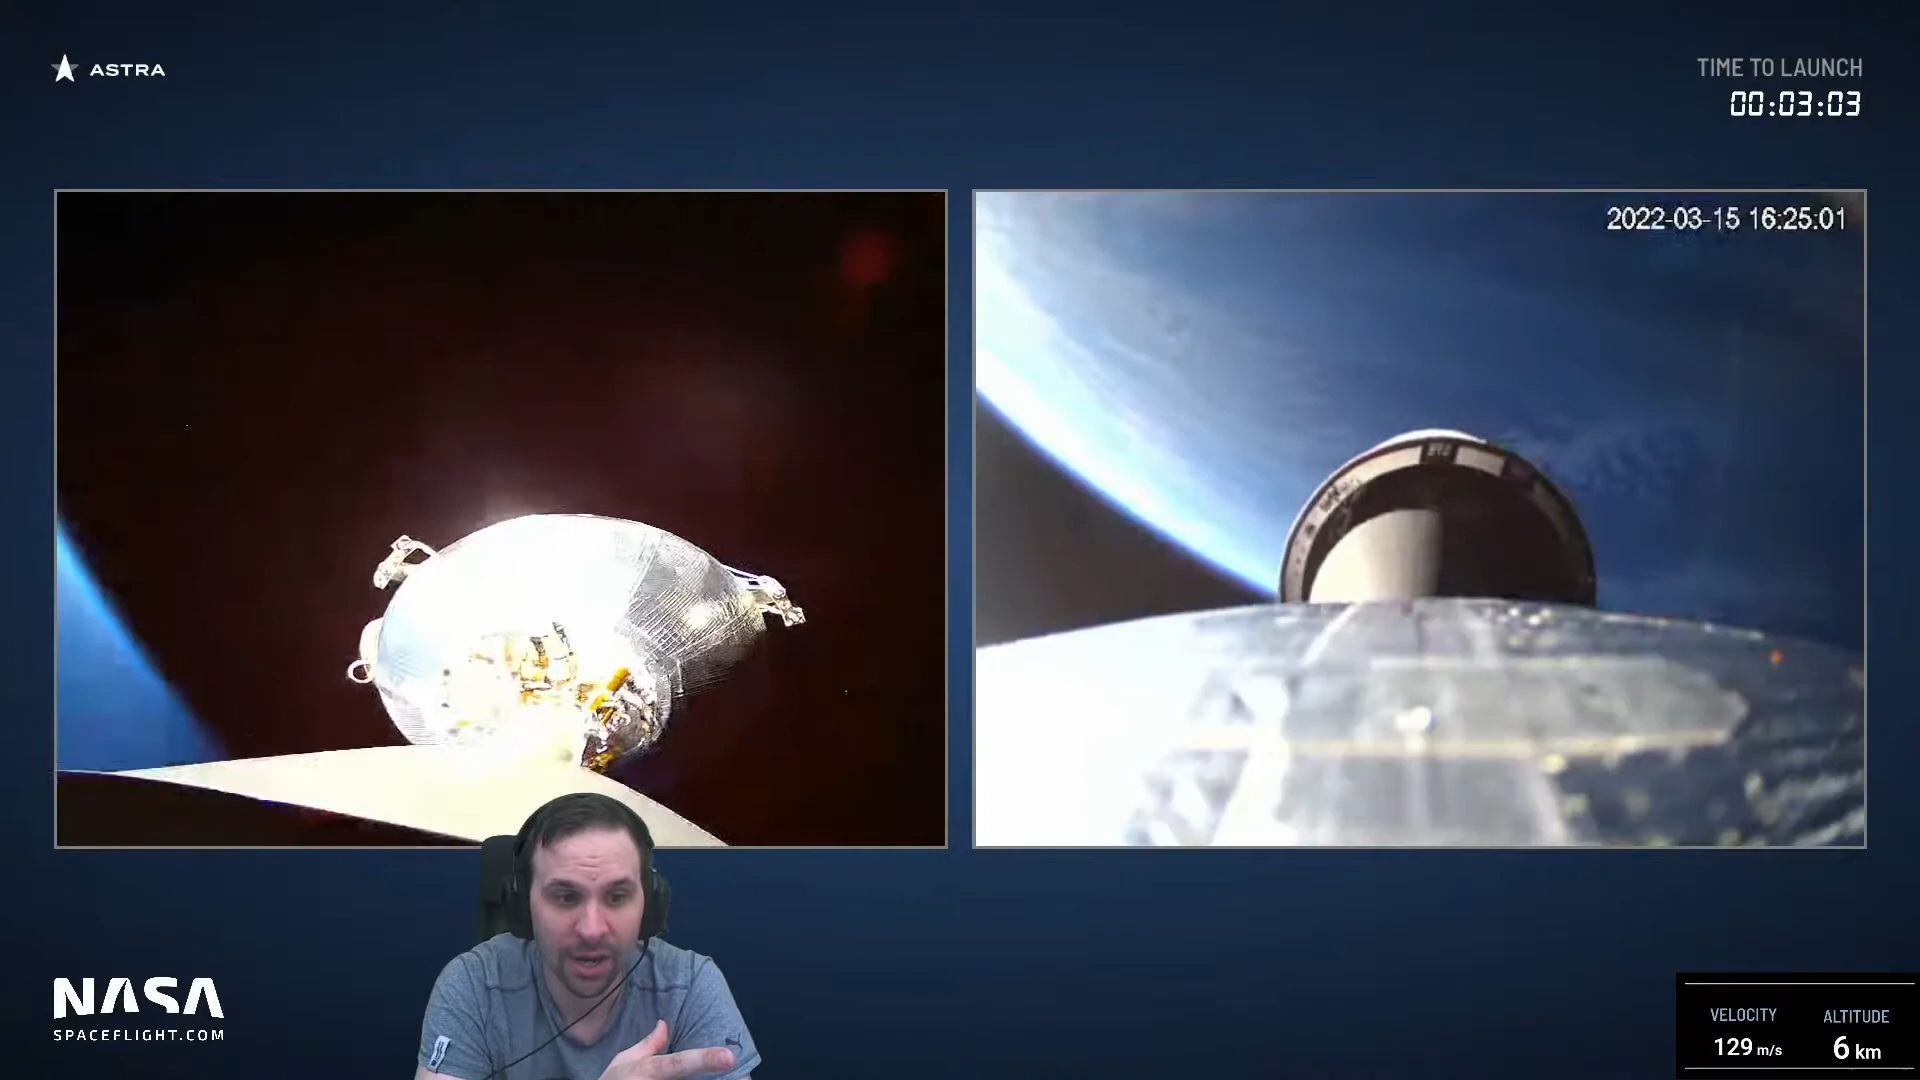 ASTRA
TIME TO LAUNCH
00:03:03
2022-03-15 16:25:01
NASA
SPACEFLIGHT.COM
VELOCITY
ALTITUDE
129 m/s
6 km